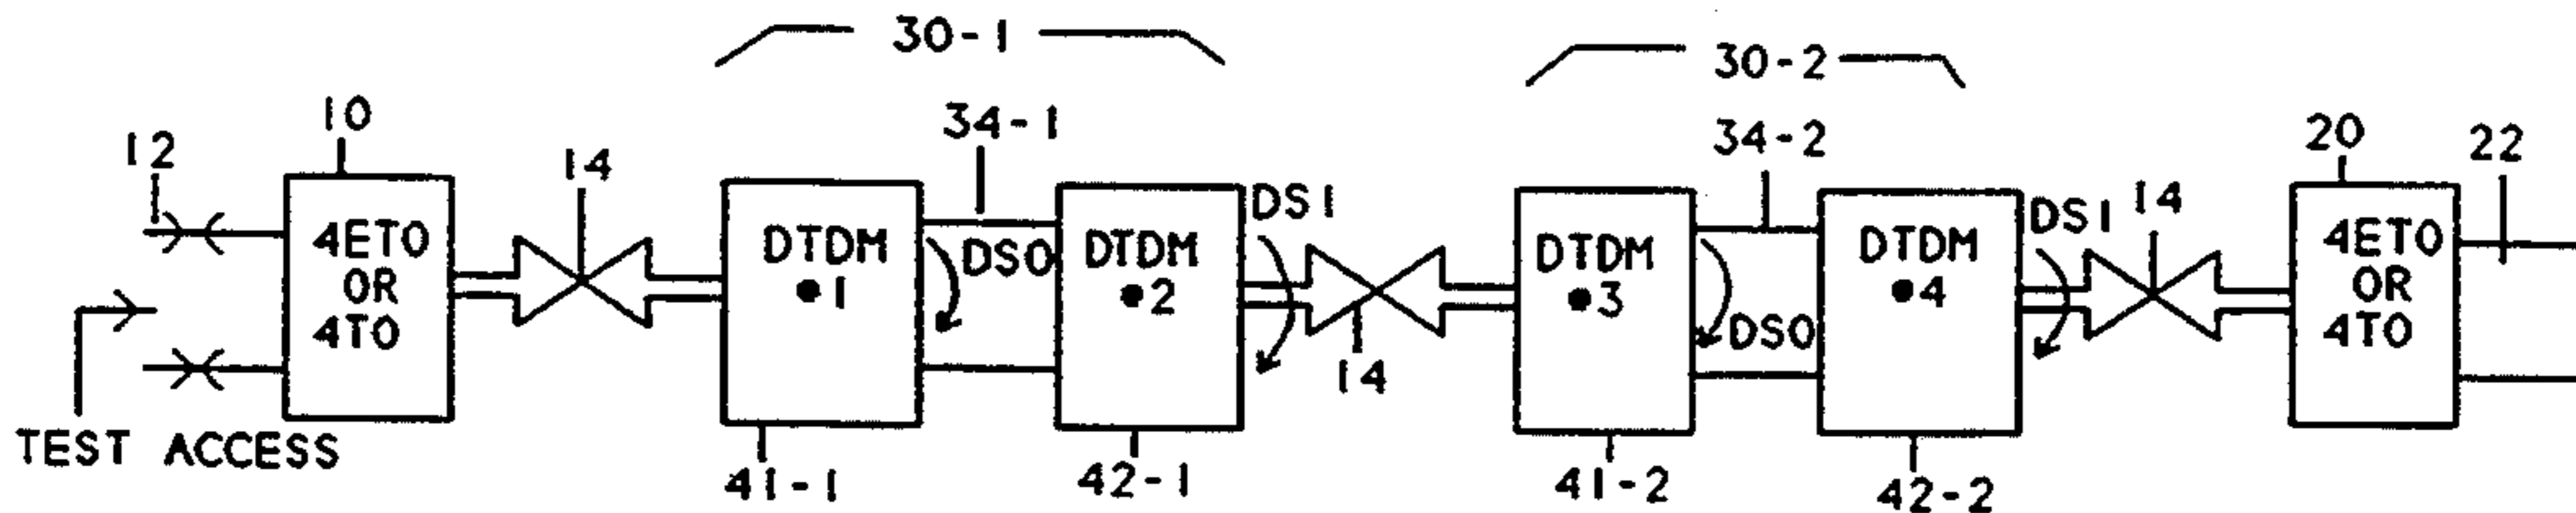 30-1
30-2
34-1
34-2
10
12
14
20
22
14
DS1
DS1
4ETO
OR
4TO
DTDM
●1
DS0
DTDM
●2
DTDM
●3
DS0
DTDM
●4
4ETO
OR
4TO
14
TEST ACCESS
41-1
42-1
41-2
42-2